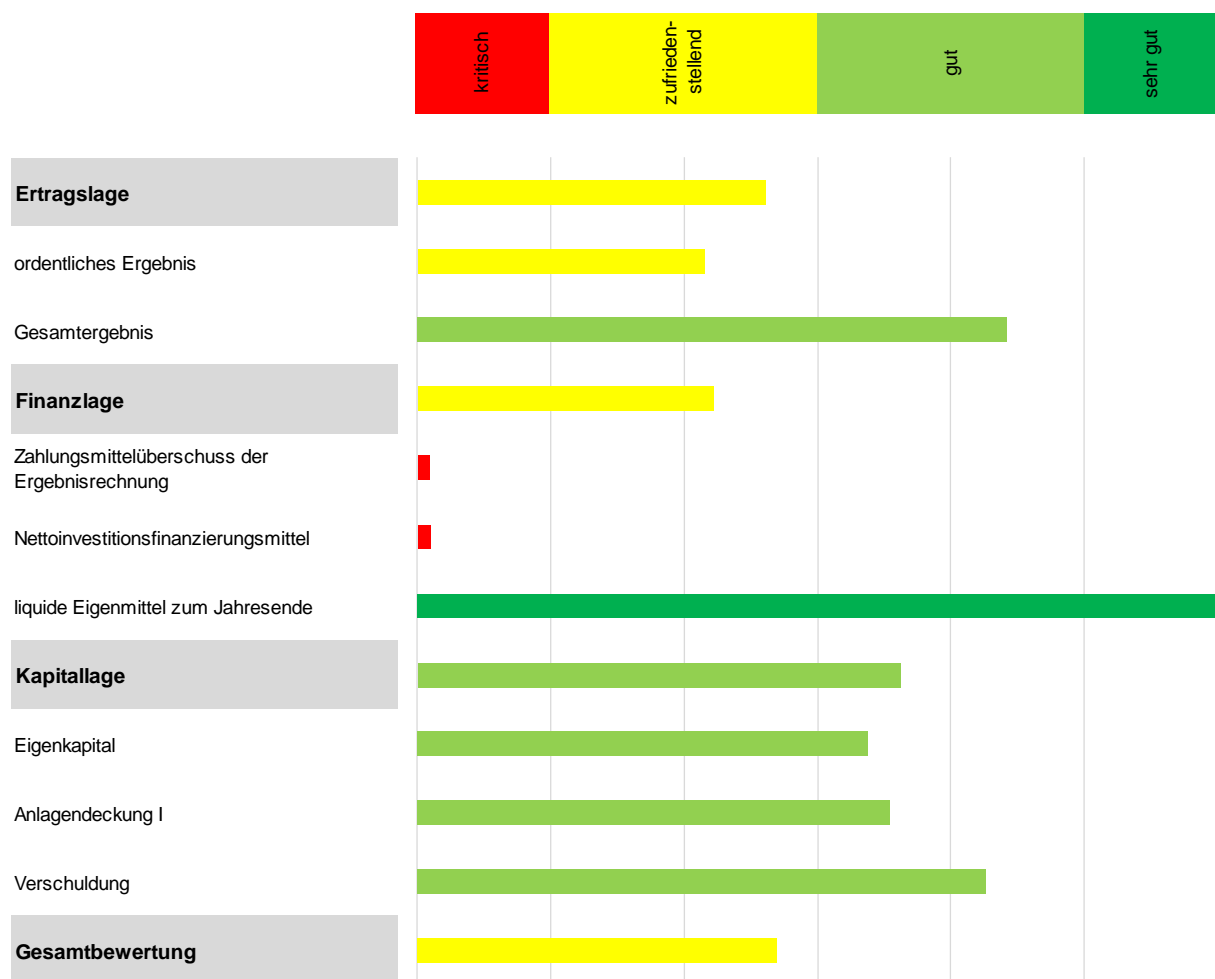 kritisch
zufrieden-
stellend
gut
sehr gut
Ertragslage
ordentliches Ergebnis
Gesamtergebnis
Finanzlage
Zahlungsmittelüberschuss der
Ergebnisrechnung
Nettoinvestitionsfinanzierungsmittel
liquide Eigenmittel zum Jahresende
Kapitallage
Eigenkapital
Anlagendeckung I
Verschuldung
Gesamtbewertung